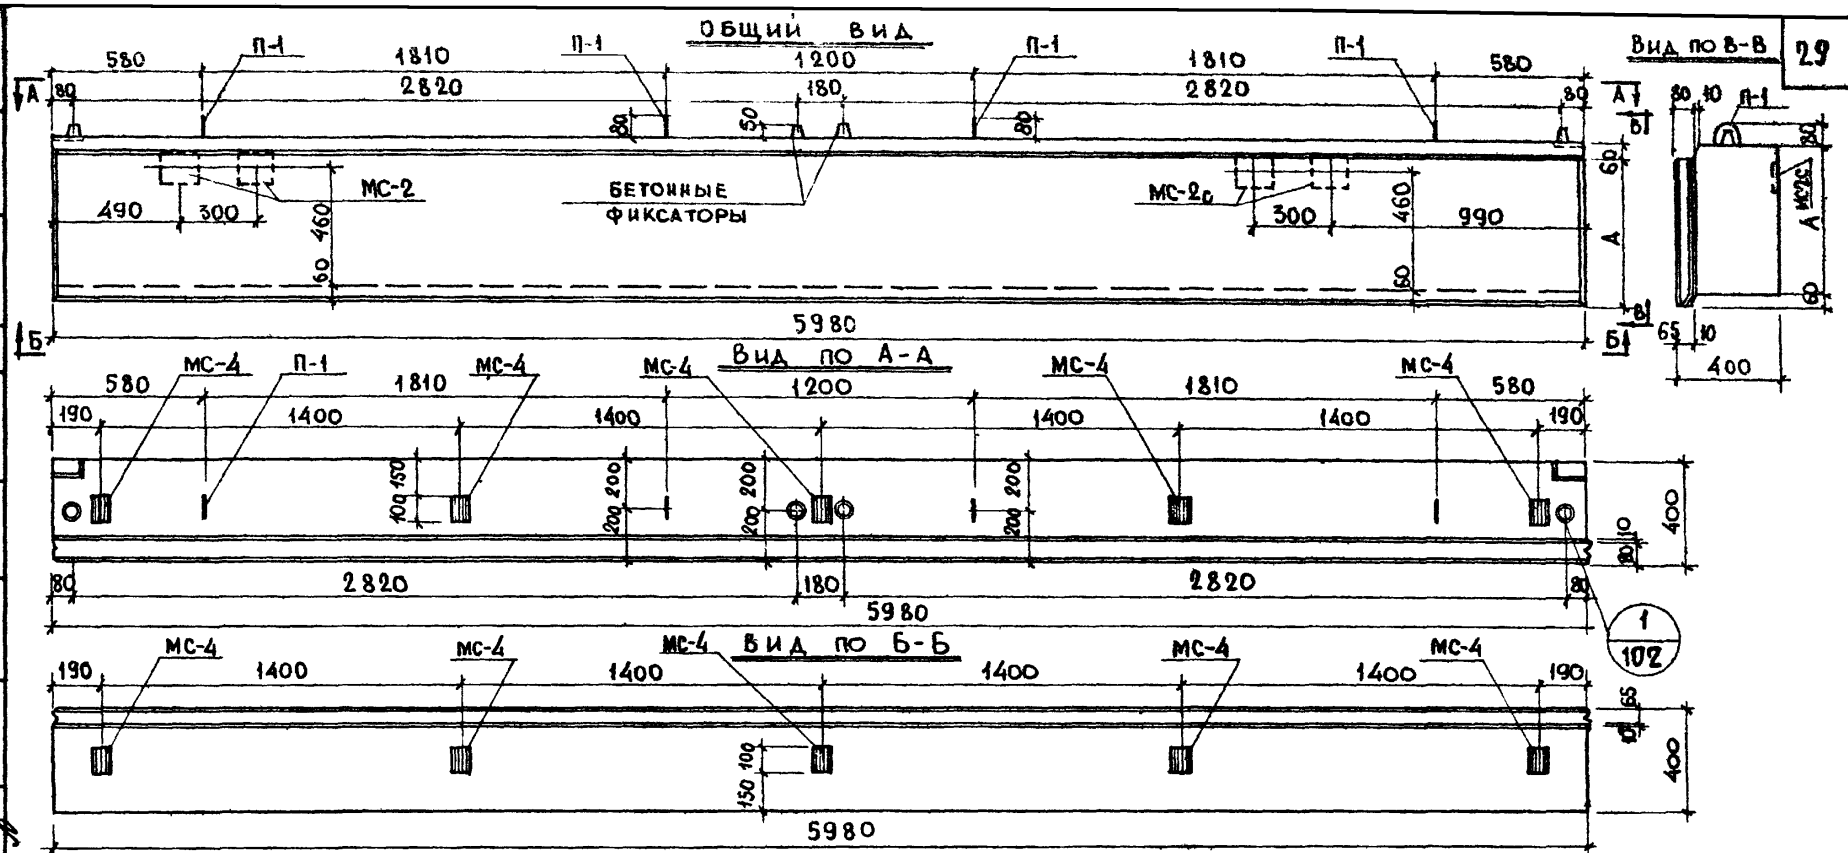 ОБЩИЙ ВИД
ВИД ПО В-В
29
П-1 П-1 П-1 П-1
580 1810 1200 1810 580
80 2820 180 2820 80
А А
В
80 50 80
60
МС-2
БЕТОННЫЕ
ФИКСАТОРЫ
МС-2с
490 300 460 60
300 990 460 60
А
5980
Б Б
В
80 10 П-1
80
МС2С
А
60
65 10
400
ВИД ПО А-А
МС-4 П-1 МС-4 МС-4 МС-4 МС-4
580 1810 1200 1810 580
190 1400 1400 1400 1400 190
150 100 200 200 200 200 200 200
10 80 400
80 2820 180 2820 80
5980
1
102
ВИД ПО Б-Б
МС-4 МС-4 МС-4 МС-4 МС-4
190 1400 1400 1400 1400 190
65 10 400
100 150
5980